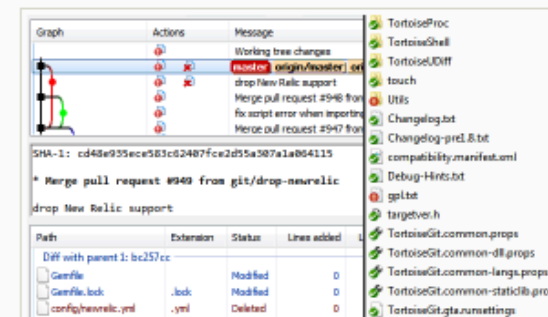 Graph Actions Message
Working tree changes
master origin/master ori
drop New Relic support
Merge pull request #948 from
fix script error when importing
Merge pull request #947 from
SHA-1: cd48e935ece583c62407fce2d55a307a1a064115
* Merge pull request #949 from git/drop-newrelic
drop New Relic support
Path Extension Status Lines added L
Diff with parent 1: bc257cc
Gemfile Modified 0
Gemfile.lock .lock Modified 0
config/newrelic.yml .yml Deleted 0
TortoiseProc
TortoiseShell
TortoiseUDiff
touch
Utils
Changelog.txt
Changelog-pre1.8.txt
compatibility.manifest.xml
Debug-Hints.txt
gpl.txt
targetver.h
TortoiseGit.common.props
TortoiseGit.common-dll.props
TortoiseGit.common-langs.props
TortoiseGit.common-staticlib.pro
TortoiseGit.gta.runsettings